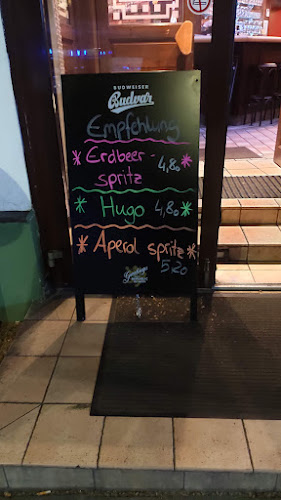 BUDWEISER
Budvar
Empfehlung
Erdbeer- 4,80
spritz
Hugo 4,80
Aperol spritz
5,20